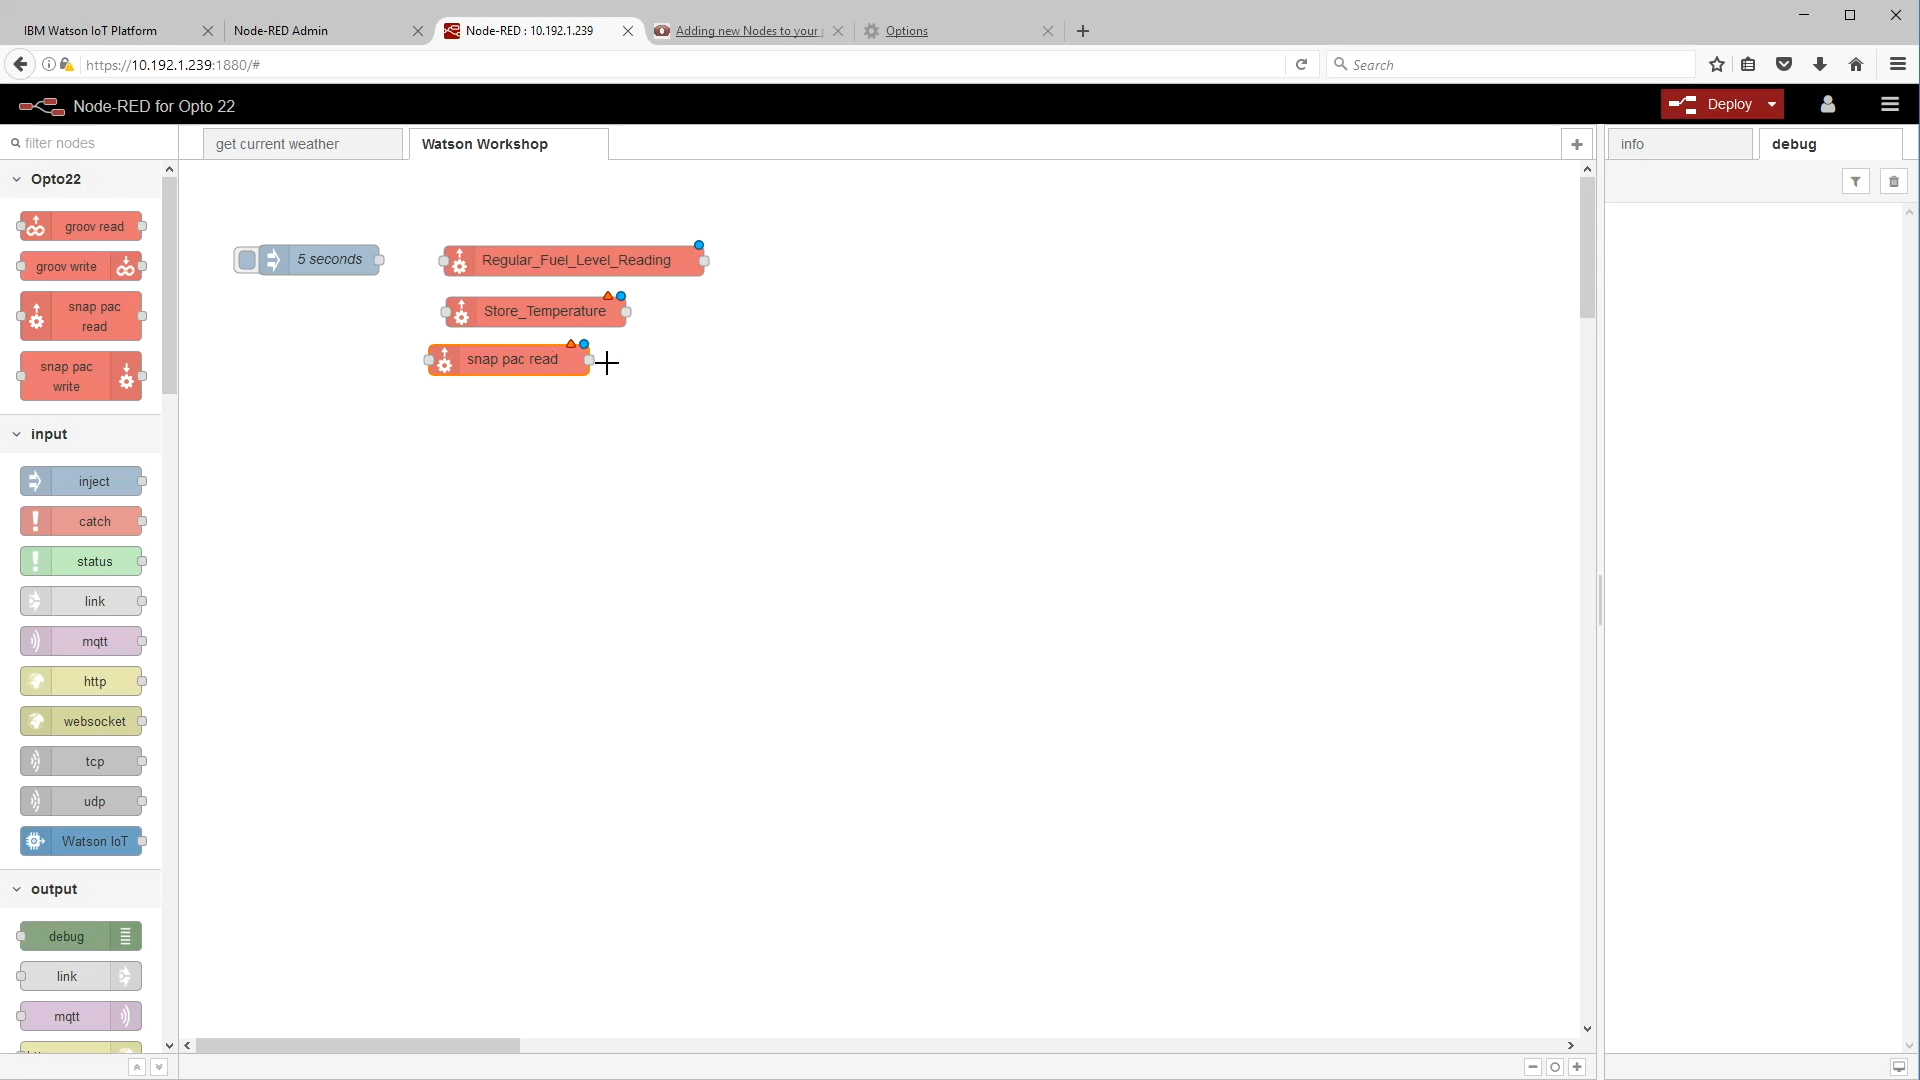 IBM Watson IoT Platform
Node-RED Admin
Node-RED : 10.192.1.239
Adding new Nodes to your
Options
https://10.192.1.239:1880/#
Search
Node-RED for Opto 22
Deploy
filter nodes
get current weather
Watson Workshop
info
debug
Opto22
groov read
groov write
snap pac
read
snap pac
write
5 seconds
Regular_Fuel_Level_Reading
Store_Temperature
snap pac read
input
inject
catch
status
link
mqtt
http
websocket
tcp
udp
Watson IoT
output
debug
link
mqtt